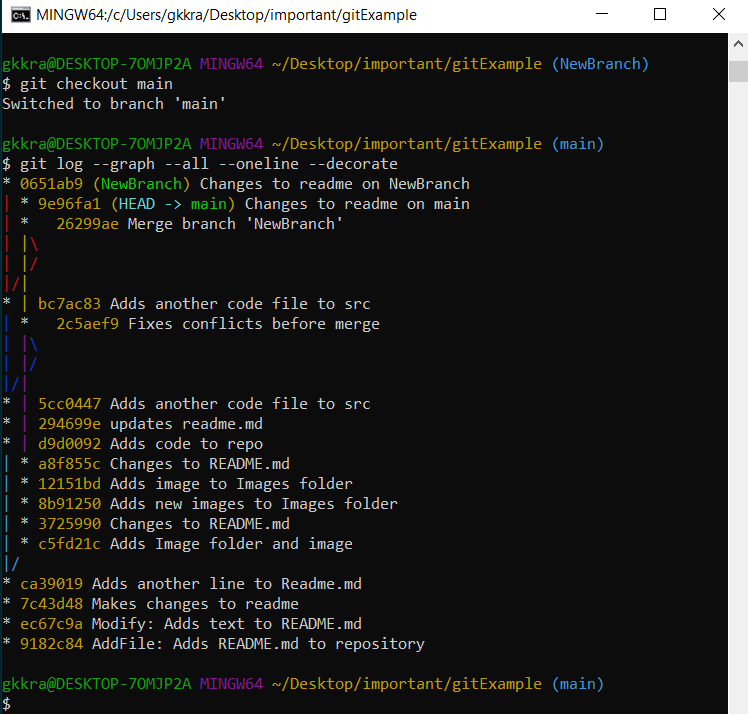 MINGW64:/c/Users/gkkra/Desktop/important/gitExample
gkkra@DESKTOP-7OMJP2A MINGW64 ~/Desktop/important/gitExample (NewBranch)
$ git checkout main
Switched to branch 'main'
gkkra@DESKTOP-7OMJP2A MINGW64 ~/Desktop/important/gitExample (main)
$ git log --graph --all --oneline --decorate
* 0651ab9 (NewBranch) Changes to readme on NewBranch
| * 9e96fa1 (HEAD -> main) Changes to readme on main
| *   26299ae Merge branch 'NewBranch'
| |\
| |/
|/|
* | bc7ac83 Adds another code file to src
| *   2c5aef9 Fixes conflicts before merge
| |\
| |/
|/|
* | 5cc0447 Adds another code file to src
* | 294699e updates readme.md
* | d9d0092 Adds code to repo
| * a8f855c Changes to README.md
| * 12151bd Adds image to Images folder
| * 8b91250 Adds new images to Images folder
| * 3725990 Changes to README.md
| * c5fd21c Adds Image folder and image
|/
* ca39019 Adds another line to Readme.md
* 7c43d48 Makes changes to readme
* ec67c9a Modify: Adds text to README.md
* 9182c84 AddFile: Adds README.md to repository
gkkra@DESKTOP-7OMJP2A MINGW64 ~/Desktop/important/gitExample (main)
$